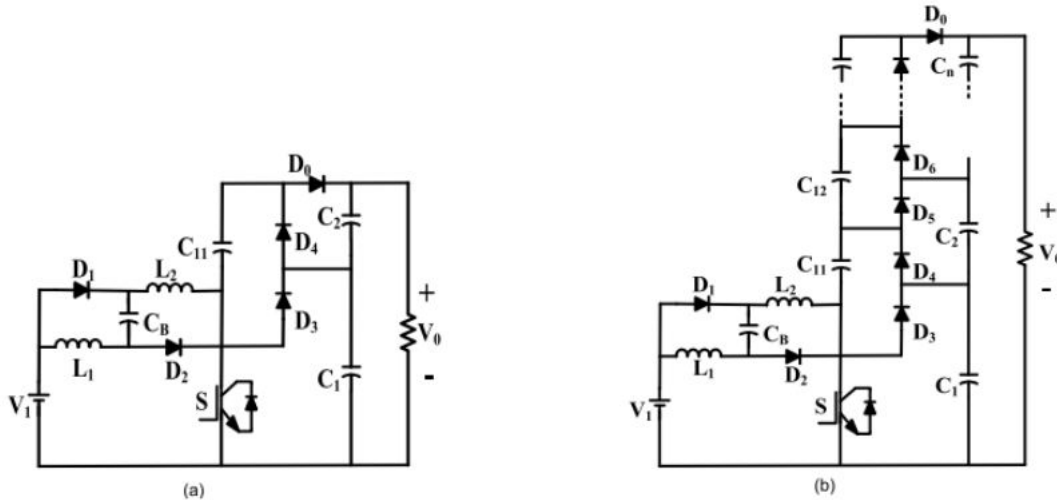 D0
C2
D4
C11
D1
L2
D3
CB
+
V0
-
L1
D2
C1
V1
S
(a)
D0
Cn
D6
C12
D5
+
C2
V
-
C11
D4
D1
L2
D3
CB
L1
D2
C1
V1
S
(b)